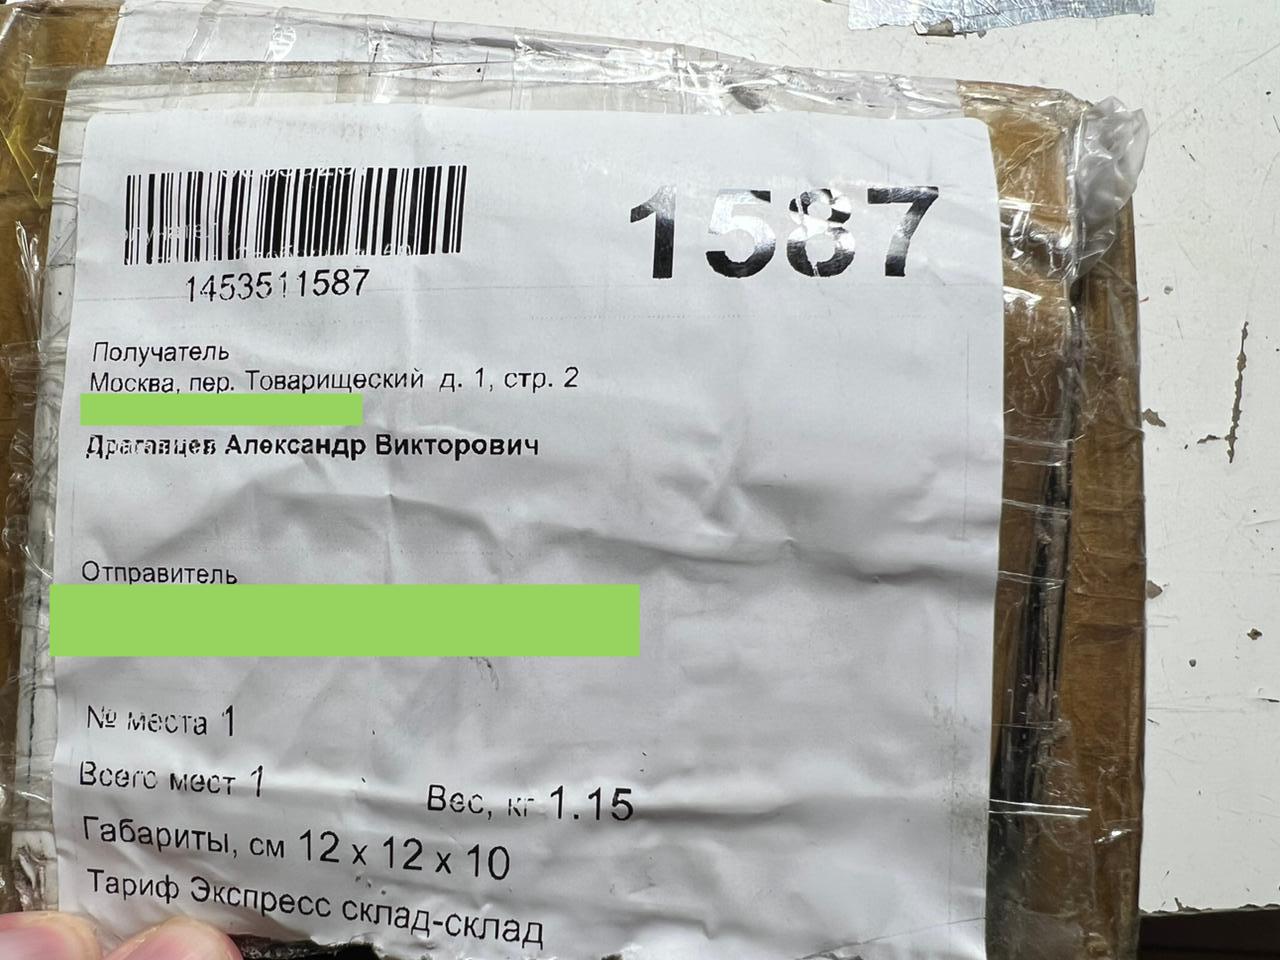 1587
1453511587
Получатель
Москва, пер. Товарищеский д. 1, стр. 2
Александр Викторович
Отправитель
№ места 1
Всего мест 1
Вес, кг 1.15
Габариты, см 12 x 12 x 10
Тариф Экспресс склад-склад